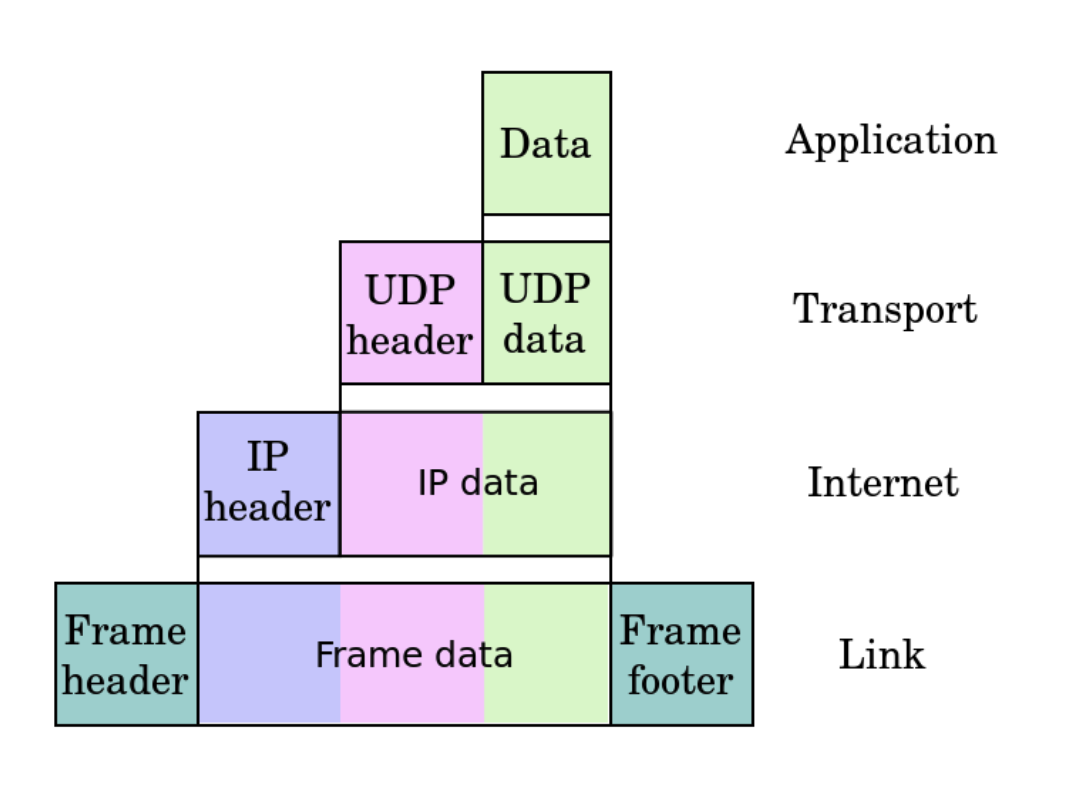 Data
Application
UDP
header
UDP
data
Transport
IP
header
IP data
Internet
Frame
header
Frame data
Frame
footer
Link